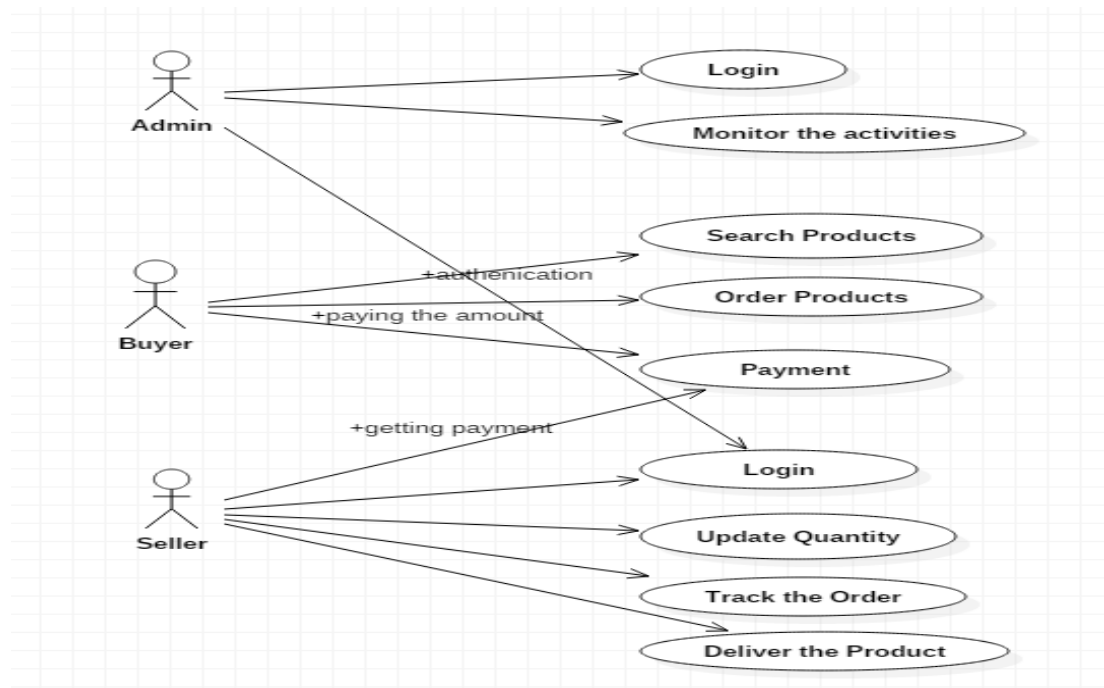 Login
Admin
Monitor the activities
Search Products
+authenication
Order Products
+paying the amount
Buyer
Payment
+getting payment
Login
Update Quantity
Seller
Track the Order
Deliver the Product